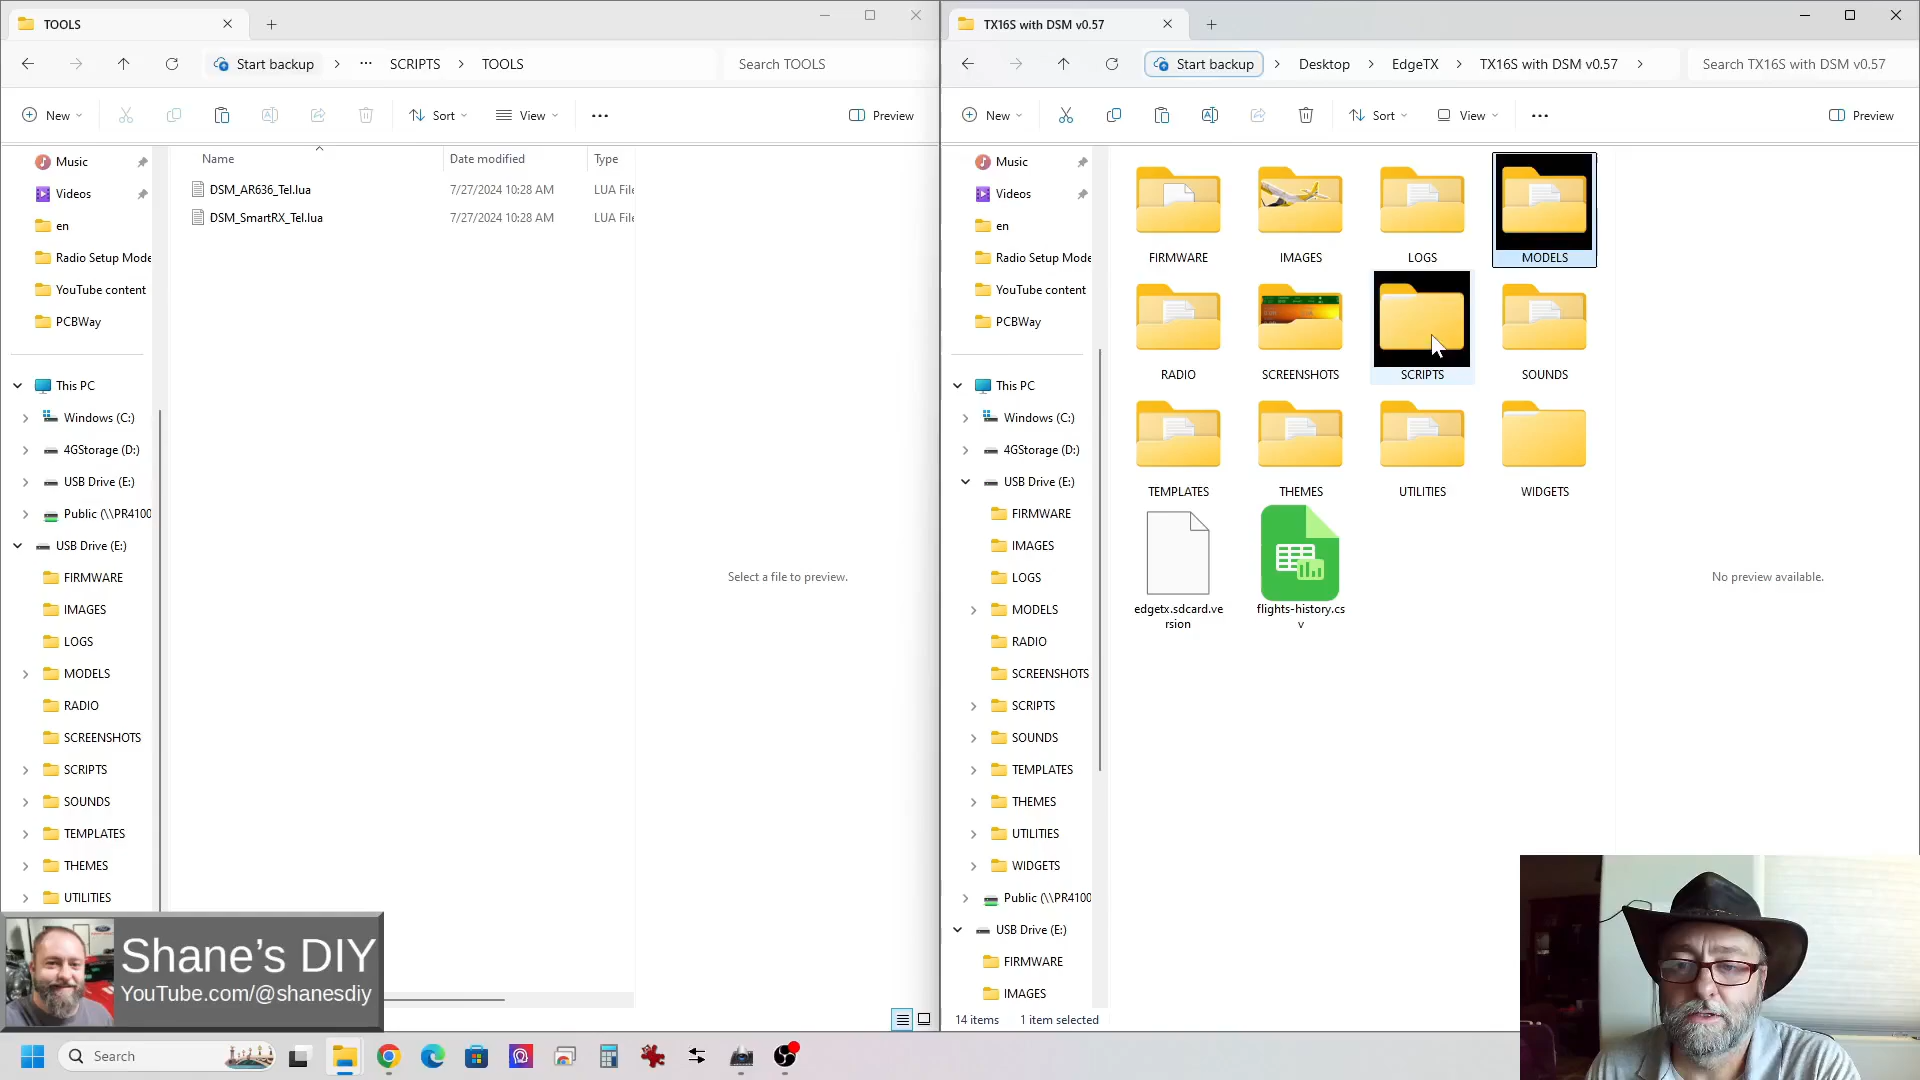 TOOLS
Start backup
SCRIPTS
TOOLS
Search TOOLS
New
Sort
View
Preview
Name
Date modified
Type
DSM_AR636_Tel.lua
7/27/2024 10:28 AM
LUA File
DSM_SmartRX_Tel.lua
7/27/2024 10:28 AM
LUA File
Select a file to preview.
Music
Videos
en
Radio Setup Mode
YouTube content
PCBWay
This PC
Windows (C:)
4GStorage (D:)
USB Drive (E:)
Public (\\PR4100
USB Drive (E:)
FIRMWARE
IMAGES
LOGS
MODELS
RADIO
SCREENSHOTS
SCRIPTS
SOUNDS
TEMPLATES
THEMES
UTILITIES
Shane's DIY
YouTube.com/@shanesdiy
TX16S with DSM v0.57
Start backup
Desktop
EdgeTX
TX16S with DSM v0.57
Search TX16S with DSM v0.57
New
Sort
View
Preview
Music
Videos
en
Radio Setup Mode
YouTube content
PCBWay
This PC
Windows (C:)
4GStorage (D:)
USB Drive (E:)
FIRMWARE
IMAGES
LOGS
MODELS
RADIO
SCREENSHOTS
SCRIPTS
SOUNDS
TEMPLATES
THEMES
UTILITIES
WIDGETS
Public (\\PR4100
USB Drive (E:)
FIRMWARE
IMAGES
FIRMWARE
IMAGES
LOGS
MODELS
RADIO
SCREENSHOTS
SCRIPTS
SOUNDS
TEMPLATES
THEMES
UTILITIES
WIDGETS
edgetx.sdcard.ve
rsion
flights-history.cs
v
No preview available.
14 items
1 item selected
Search